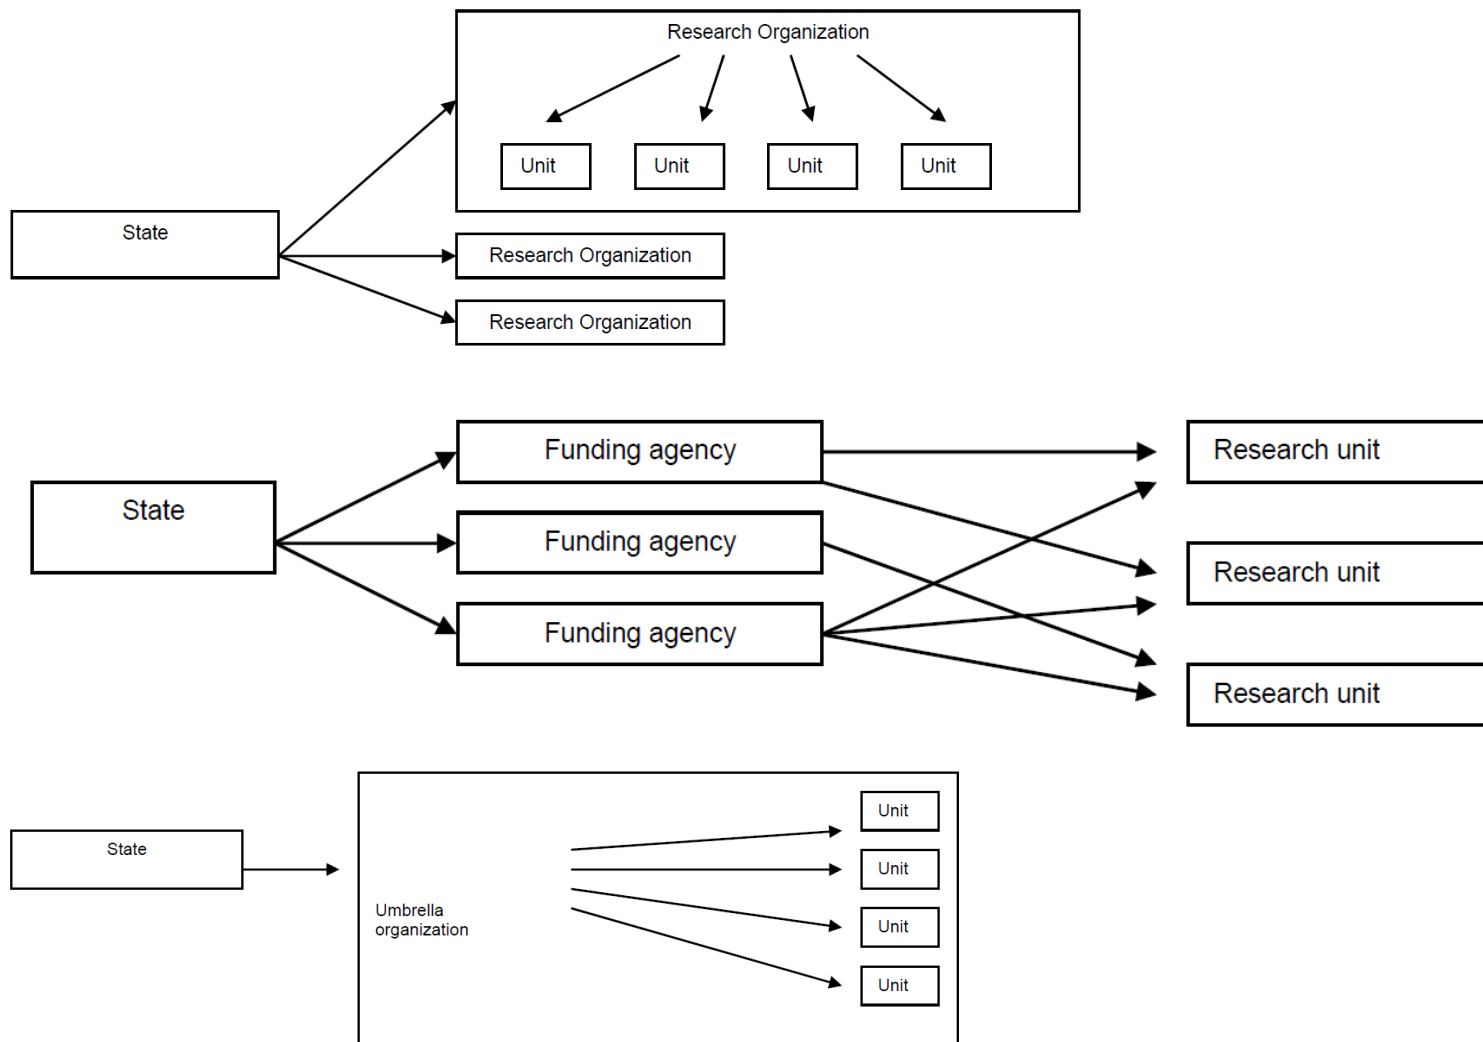 Research Organization
Unit
Unit
Unit
Unit
State
Research Organization
Research Organization
Funding agency
Research unit
State
Funding agency
Research unit
Funding agency
Research unit
Unit
State
Unit
Umbrella
organization
Unit
Unit